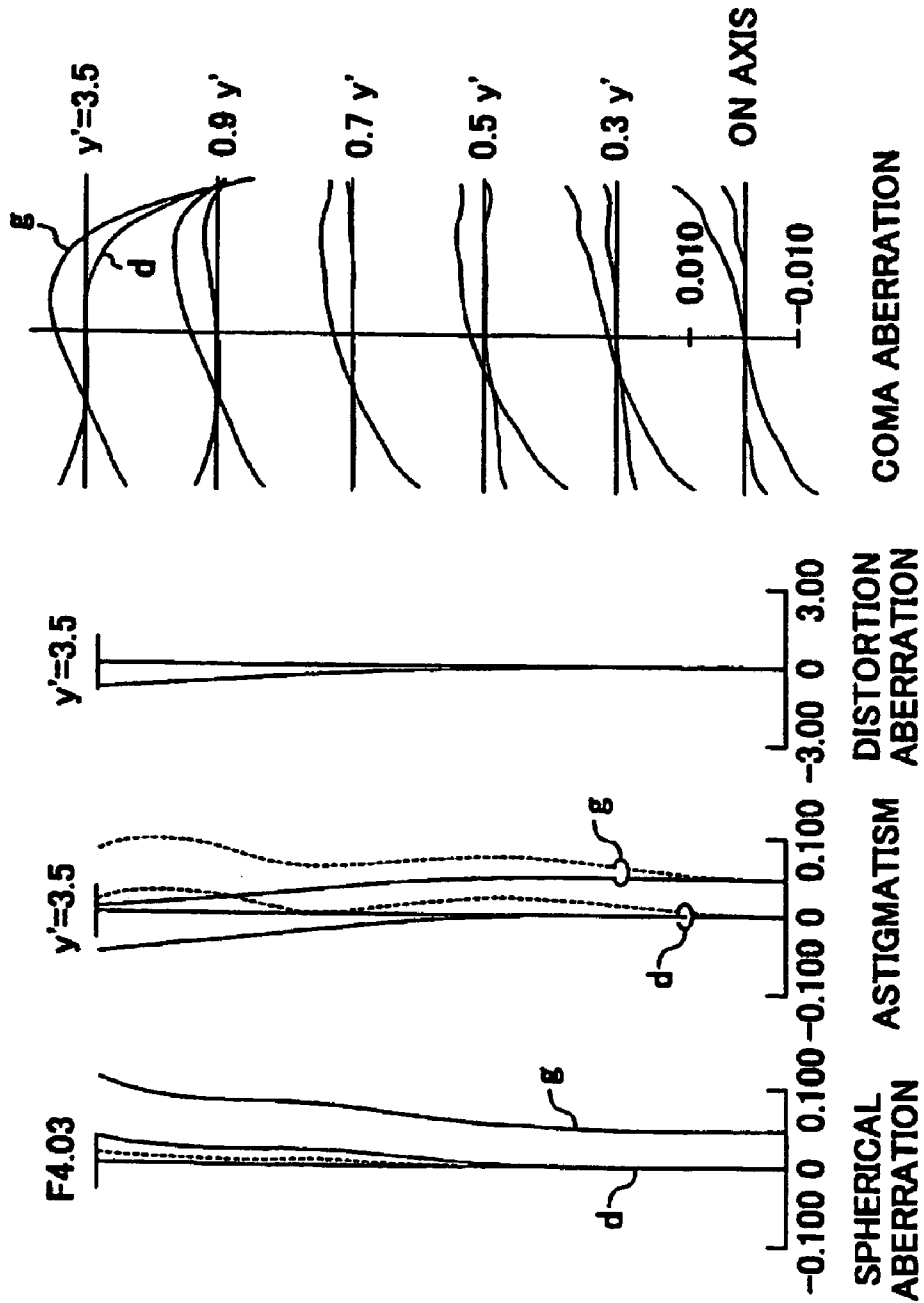 F4.03
g
d
-0.100 0 0.100
SPHERICAL
ABERRATION
y'=3.5
g
d
-0.100 0 0.100
ASTIGMATISM
y'=3.5
-3.00 0 3.00
DISTORTION
ABERRATION
g
d
y'=3.5
0.9 y'
0.7 y'
0.5 y'
0.3 y'
0.010
ON AXIS
-0.010
COMA ABERRATION